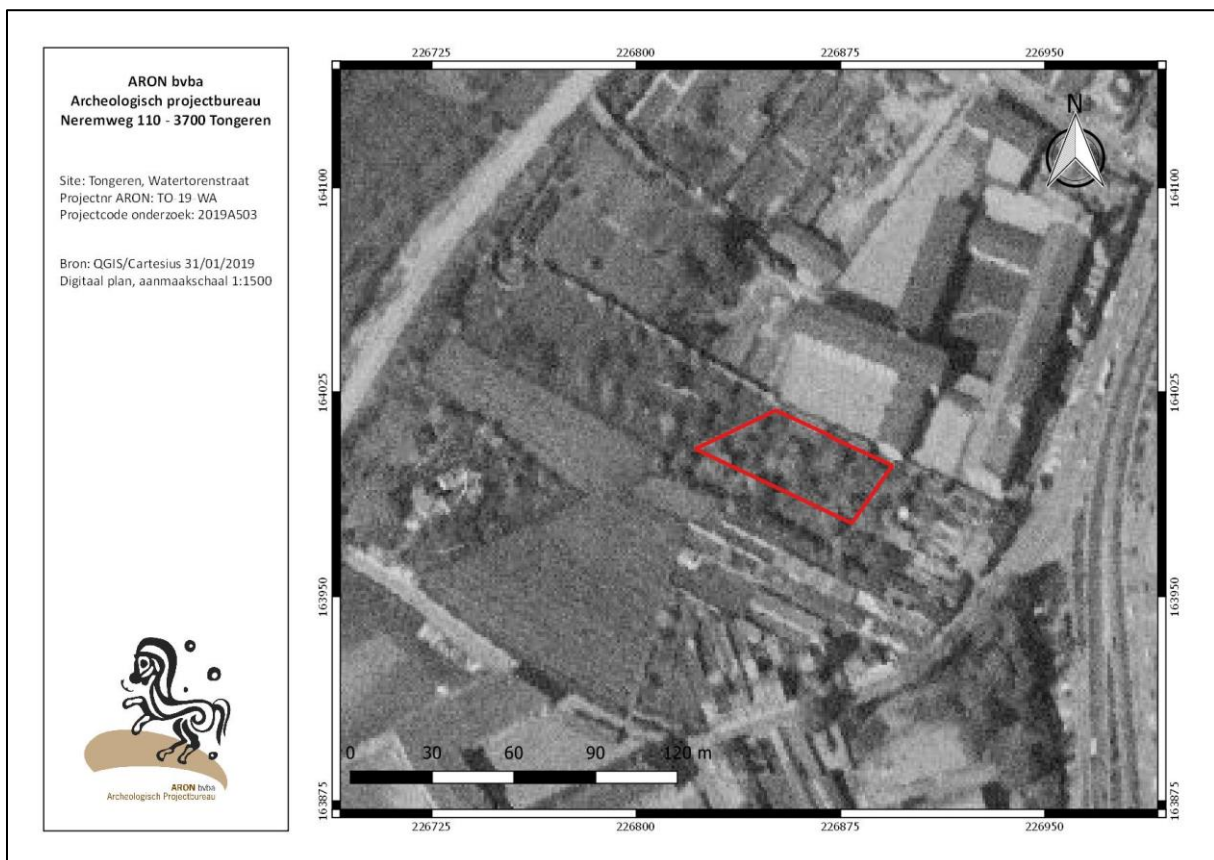 ARON bvba
Archeologisch projectbureau
Neremweg 110 - 3700 Tongeren
Site: Tongeren, Watertorenstraat
Projectnr ARON: TO-19-WA
Projectcode onderzoek: 2019A503
Bron: QGIS/Cartesius 31/01/2019
Digitaal plan, aanmaakschaal 1:1500
ARON bvba
Archeologisch Projectbureau
226725 226800 226875 226950
N
164100 164100
164025 164025
163950 163950
163875 163875
0 30 60 90 120 m
226725 226800 226875 226950